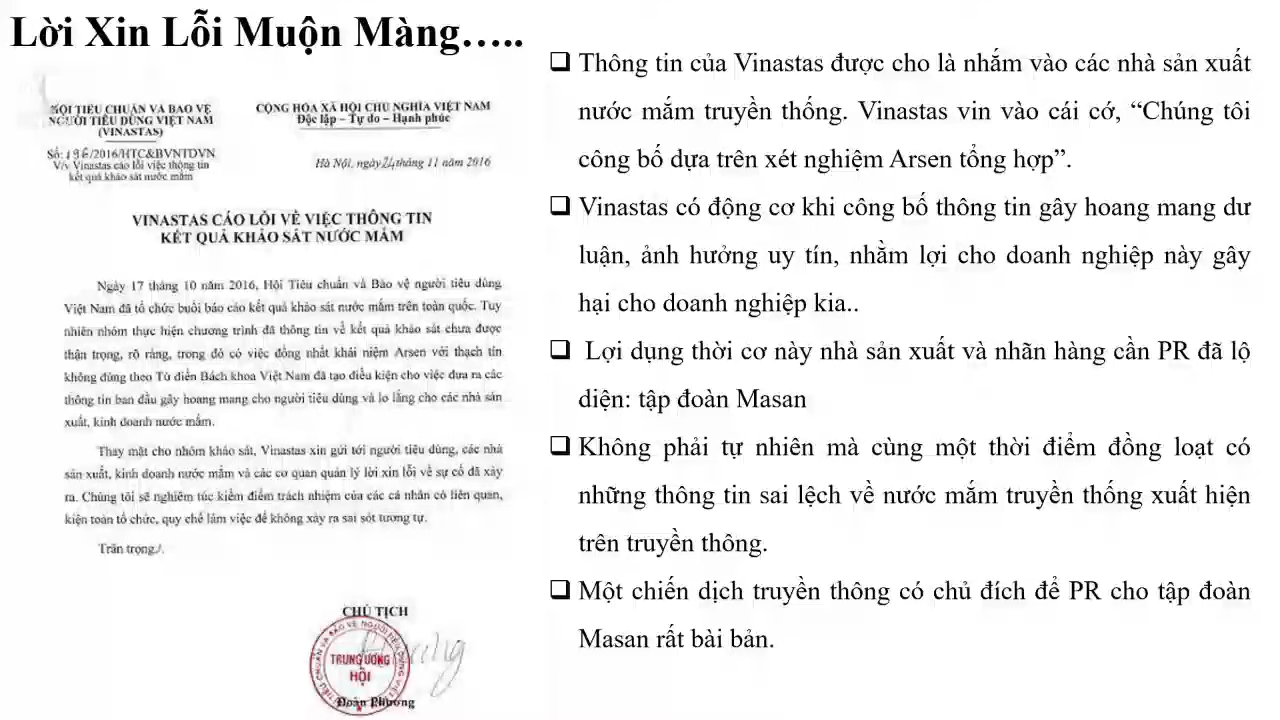 Lời Xin Lỗi Muộn Màng…..
HỘI TIÊU CHUẨN VÀ BẢO VỆ
NGƯỜI TIÊU DÙNG VIỆT NAM
(VINASTAS)
Số: 196/2016/HTC&BVNTDVN
V/v Vinastas cáo lỗi việc thông tin
kết quả khảo sát nước mắm
CỘNG HÒA XÃ HỘI CHỦ NGHĨA VIỆT NAM
Độc lập – Tự do – Hạnh phúc
Hà Nội, ngày 24 tháng 11 năm 2016
VINASTAS CÁO LỖI VỀ VIỆC THÔNG TIN
KẾT QUẢ KHẢO SÁT NƯỚC MẮM
Ngày 17 tháng 10 năm 2016, Hội Tiêu chuẩn và Bảo vệ người tiêu dùng
Việt Nam đã tổ chức buổi báo cáo kết quả khảo sát nước mắm trên toàn quốc. Tuy
nhiên nhóm thực hiện chương trình đã thông tin về kết quả khảo sát chưa được
thận trọng, rõ ràng, trong đó có việc đồng nhất khái niệm Arsen với thạch tín
không đúng theo Từ điển Bách khoa Việt Nam đã tạo điều kiện cho việc đưa ra các
thông tin ban đầu gây hoang mang cho người tiêu dùng và lo lắng cho các nhà sản
xuất, kinh doanh nước mắm.
Thay mặt cho nhóm khảo sát, Vinastas xin gửi tới người tiêu dùng, các nhà
sản xuất, kinh doanh nước mắm và các cơ quan quản lý lời xin lỗi về sự cố đã xảy
ra. Chúng tôi sẽ nghiêm túc kiểm điểm trách nhiệm của các cá nhân có liên quan,
kiện toàn tổ chức, quy chế làm việc để không xảy ra sai sót tương tự.
Trân trọng./.
CHỦ TỊCH
TRUNG ƯƠNG
HỘI
Đoàn Phương
❑ Thông tin của Vinastas được cho là nhắm vào các nhà sản xuất
nước mắm truyền thống. Vinastas vin vào cái cớ, “Chúng tôi
công bố dựa trên xét nghiệm Arsen tổng hợp”.
❑ Vinastas có động cơ khi công bố thông tin gây hoang mang dư
luận, ảnh hưởng uy tín, nhằm lợi cho doanh nghiệp này gây
hại cho doanh nghiệp kia..
❑ Lợi dụng thời cơ này nhà sản xuất và nhãn hàng cần PR đã lộ
diện: tập đoàn Masan
❑ Không phải tự nhiên mà cùng một thời điểm đồng loạt có
những thông tin sai lệch về nước mắm truyền thống xuất hiện
trên truyền thông.
❑ Một chiến dịch truyền thông có chủ đích để PR cho tập đoàn
Masan rất bài bản.